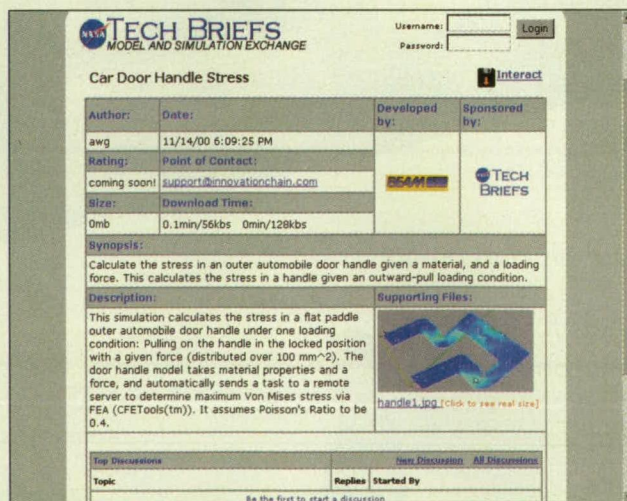 NASA TECH BRIEFS
MODEL AND SIMULATION EXCHANGE
Username:
Password:
Login
Car Door Handle Stress
Interact
Author: Date: Developed by: Sponsored by:
awg 11/14/00 6:09:25 PM
Rating: Point of Contact:
coming soon! support@innovationchain.com
TECH BRIEFS
Size: Download Time:
0mb 0.1min/56kbs 0min/128kbs
Synopsis:
Calculate the stress in an outer automobile door handle given a material, and a loading
force. This calculates the stress in a handle given an outward-pull loading condition.
Description:
This simulation calculates the stress in a flat paddle
outer automobile door handle under one loading
condition: Pulling on the handle in the locked position
with a given force (distributed over 100 mm^2). The
door handle model takes material properties and a
force, and automatically sends a task to a remote
server to determine maximum Von Mises stress via
FEA (CFETools(tm)). It assumes Poisson's Ratio to be
0.4.
Supporting Files:
handle1.jpg [Click to see real size]
Top Discussions New Discussion All Discussions
Topic Replies Started By
Be the first to start a discussion